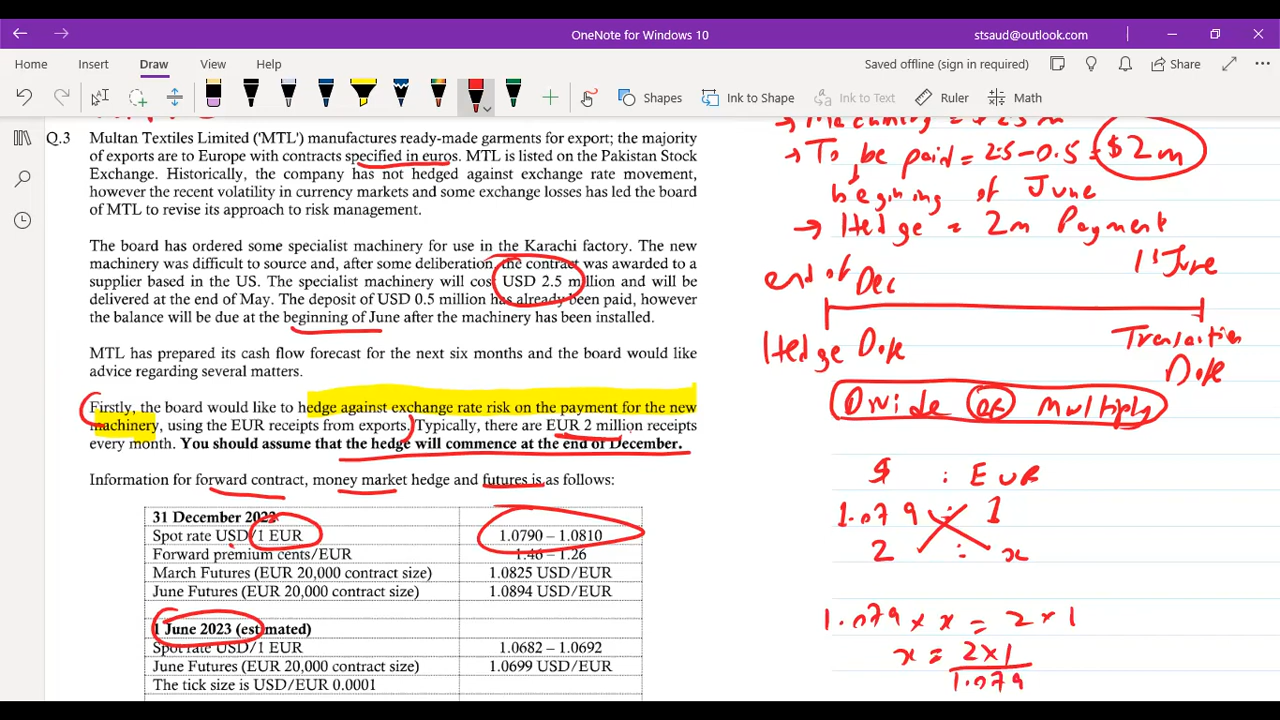 OneNote for Windows 10
stsaud@outlook.com
Home Insert Draw View Help
Saved offline (sign in required)
Share
Shapes
Ink to Shape
Ink to Text
Ruler
Math
Q.3 Multan Textiles Limited ('MTL') manufactures ready-made garments for export; the majority
of exports are to Europe with contracts specified in euros. MTL is listed on the Pakistan Stock
Exchange. Historically, the company has not hedged against exchange rate movement,
however the recent volatility in currency markets and some exchange losses has led the board
of MTL to revise its approach to risk management.
The board has ordered some specialist machinery for use in the Karachi factory. The new
machinery was difficult to source and, after some deliberation, the contract was awarded to a
supplier based in the US. The specialist machinery will cost USD 2.5 million and will be
delivered at the end of May. The deposit of USD 0.5 million has already been paid, however
the balance will be due at the beginning of June after the machinery has been installed.
MTL has prepared its cash flow forecast for the next six months and the board would like
advice regarding several matters.
Firstly, the board would like to hedge against exchange rate risk on the payment for the new
machinery, using the EUR receipts from exports. Typically, there are EUR 2 million receipts
every month. You should assume that the hedge will commence at the end of December.
Information for forward contract, money market hedge and futures is as follows:
31 December 2022
Spot rate USD/1 EUR 1.0790 – 1.0810
Forward premium cents/EUR 1.46 – 1.26
March Futures (EUR 20,000 contract size) 1.0825 USD/EUR
June Futures (EUR 20,000 contract size) 1.0894 USD/EUR
1 June 2023 (estimated)
Spot rate USD/1 EUR 1.0682 – 1.0692
June Futures (EUR 20,000 contract size) 1.0699 USD/EUR
The tick size is USD/EUR 0.0001
→ To be paid = 2.5 – 0.5 = $2m
begining of June
→ Hedge = 2m Payment
end of Dec
1st June
Hedge Date
Transaction
Date
Divide or multiply
$ : EUR
1.079 : 1
2 : x
1.079 × x = 2 × 1
x = 2×1
1.079